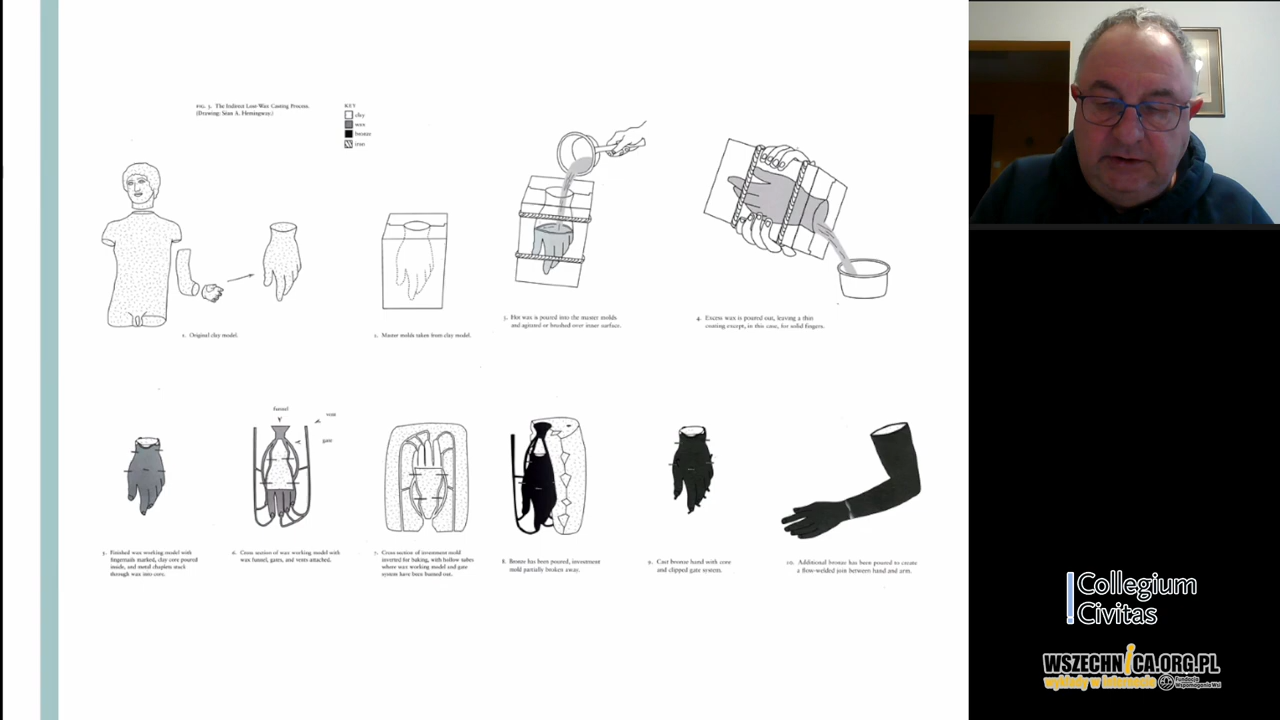 FIG. 5. The Indirect Lost-Wax Casting Process.
(Drawing: Seán A. Hemingway.)
KEY
clay
wax
bronze
iron
1. Original clay model.
2. Master molds taken from clay model.
3. Hot wax is poured into the master molds
and agitated or brushed over inner surface.
4. Excess wax is poured out, leaving a thin
coating except, in this case, for solid fingers.
5. Finished wax working model with
fingernails marked, clay core poured
inside, and metal chaplets stuck
through wax into core.
funnel
vent
gate
6. Cross section of wax working model with
wax funnel, gates, and vents attached.
7. Cross-section of investment mold
inverted for baking, with hollow tubes
where wax working model and gate
system have been burned out.
8. Bronze has been poured, investment
mold partially broken away.
9. Cast bronze hand with core
and clipped gate system.
10. Additional bronze has been poured to create
a flow-welded join between hand and arm.
Collegium
Civitas
WSZECHNICA.ORG.PL
wykłady w internecie
Fundacja
Wspomagania Wsi